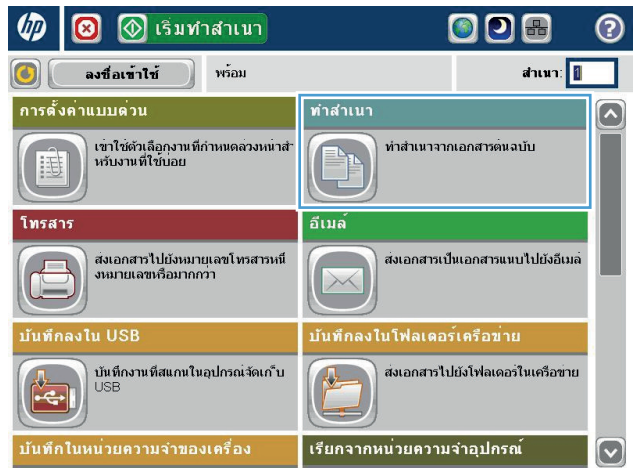 hp
เริ่มทำสำเนา
?
ลงชื่อเข้าใช้
พร้อม
สำเนา: 1
การตั้งค่าแบบด่วน
เข้าใช้ตัวเลือกงานที่กำหนดล่วงหน้าสำ
หรับงานที่ใช้บ่อย
ทำสำเนา
ทำสำเนาจากเอกสารต้นฉบับ
โทรสาร
ส่งเอกสารไปยังหมายเลขโทรสารหนึ่
งหมายเลขหรือมากกว่า
อีเมล์
ส่งเอกสารเป็นเอกสารแนบไปยังอีเมล์
บันทึกลงใน USB
บันทึกงานที่สแกนในอุปกรณ์จัดเก็บ
USB
บันทึกลงในโฟลเดอร์เครือข่าย
ส่งเอกสารไปยังโฟลเดอร์ในเครือข่าย
บันทึกในหน่วยความจำของเครื่อง
เรียกจากหน่วยความจำอุปกรณ์